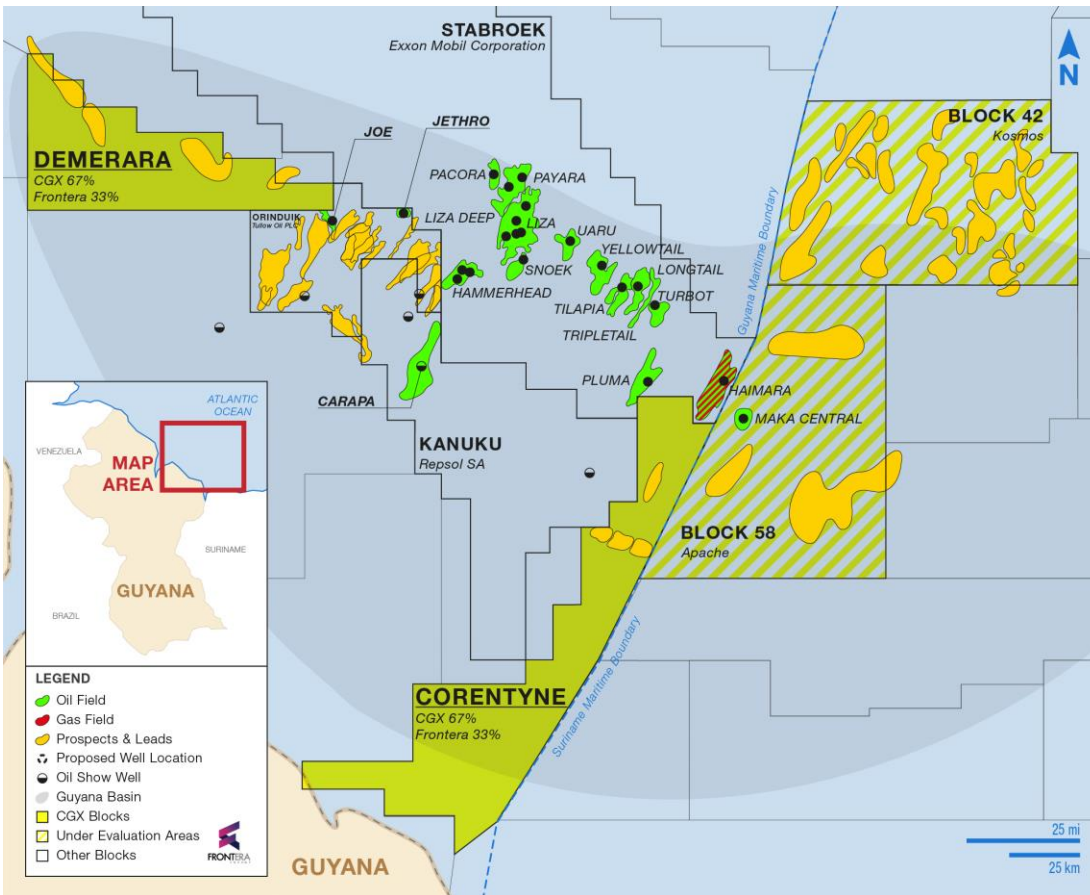 STABROEK
Exxon Mobil Corporation
N
BLOCK 42
Kosmos
JETHRO
JOE
DEMERARA
CGX 67%
Frontera 33%
PACORA
PAYARA
ORINDUIK
Tullow Oil PLC
LIZA DEEP
LIZA
UARU
YELLOWTAIL
SNOEK
LONGTAIL
HAMMERHEAD
TILAPIA
TURBOT
TRIPLETAIL
Guyana Maritime Boundary
PLUMA
HAIMARA
CARAPA
MAKA CENTRAL
KANUKU
Repsol SA
BLOCK 58
Apache
ATLANTIC
OCEAN
VENEZUELA
MAP
AREA
SURINAME
GUYANA
BRAZIL
CORENTYNE
CGX 67%
Frontera 33%
Suriname Maritime Boundary
LEGEND
Oil Field
Gas Field
Prospects & Leads
Proposed Well Location
Oil Show Well
Guyana Basin
CGX Blocks
Under Evaluation Areas
Other Blocks
FRONTERA
GUYANA
25 mi
25 km